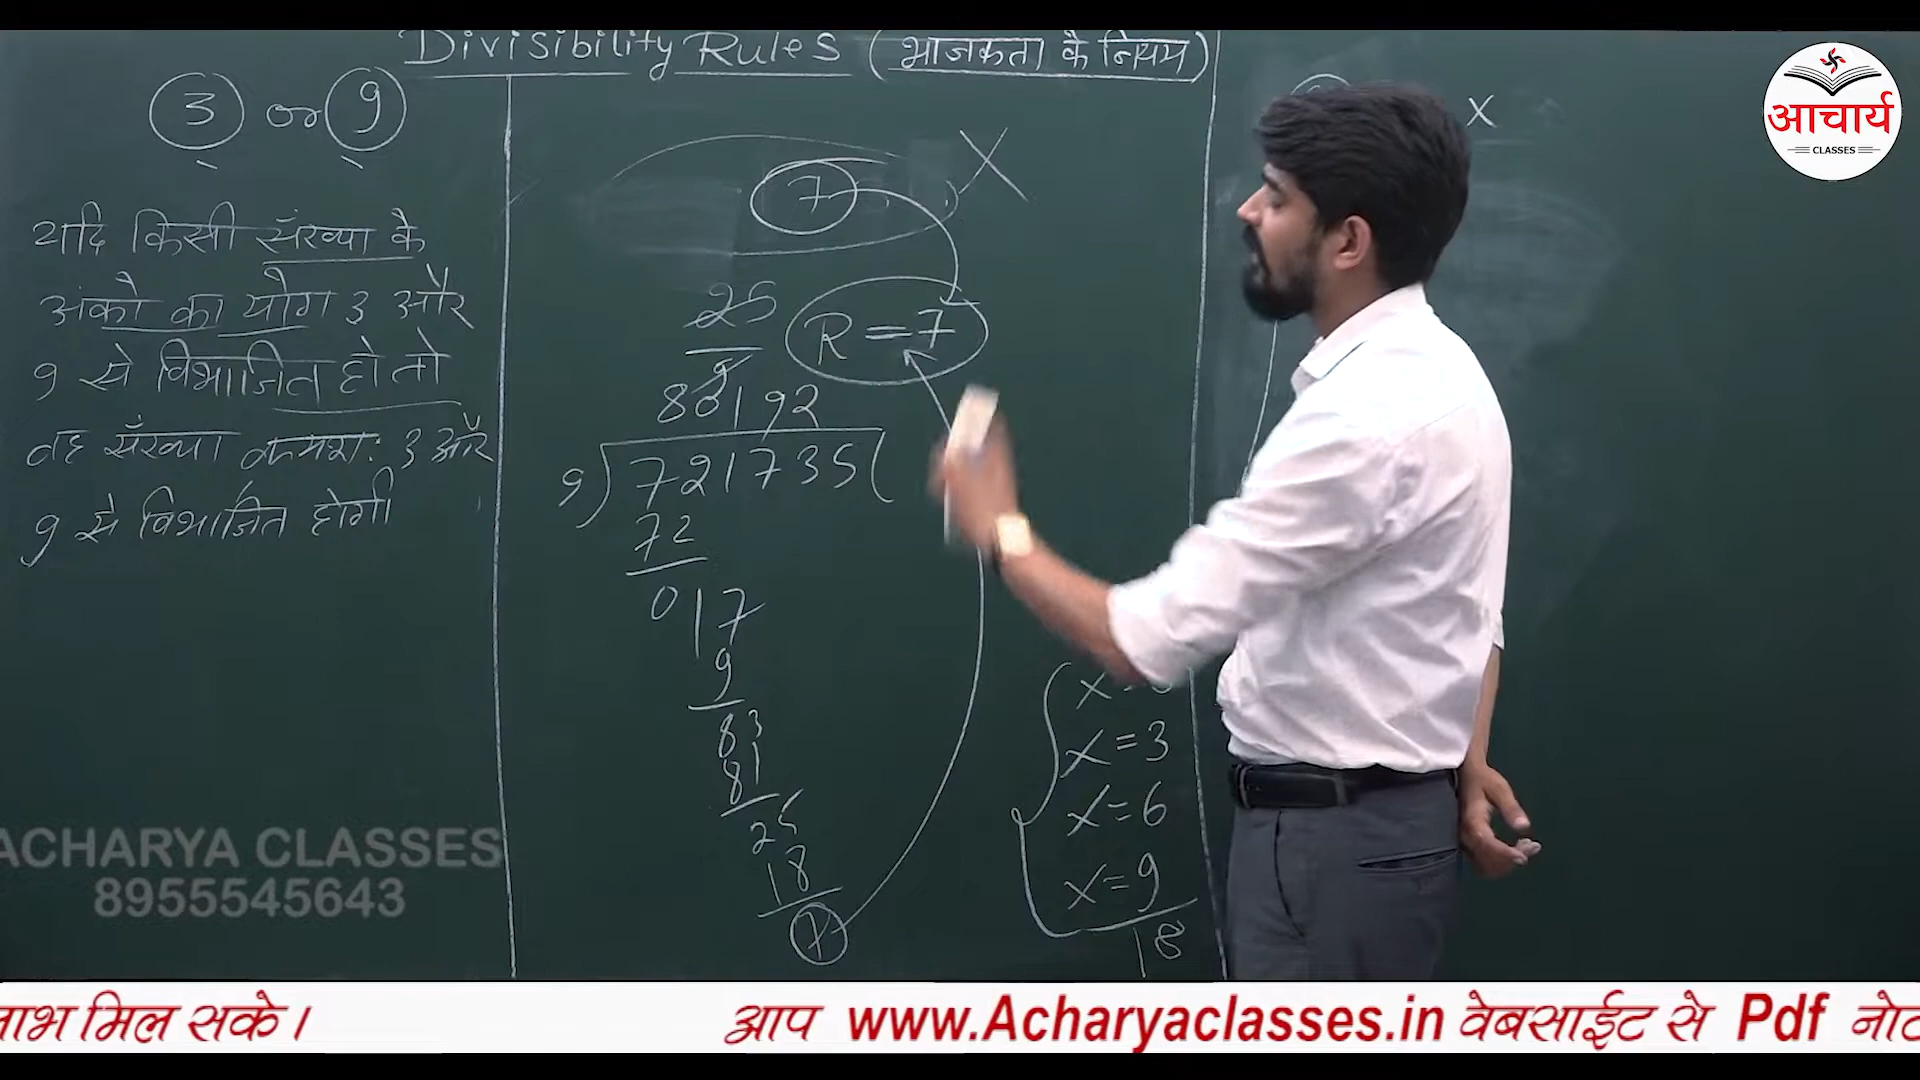 Divisibility Rules (भाजकता के नियम)
3 or 9
यदि किसी सँख्या के
अंको का योग 3 और
9 से विभाजित हो तो
वह सँख्या क्रमशः 3 और
9 से विभाजित होगी
7 X
25
R = 7
80192
9) 721735(
72
017
9
83
81
25
18
7
x=3
x=6
x=9
18
X
आचार्य
CLASSES
ACHARYA CLASSES
8955545643
लाभ मिल सके। आप www.Acharyaclasses.in वेबसाईट से Pdf नोट